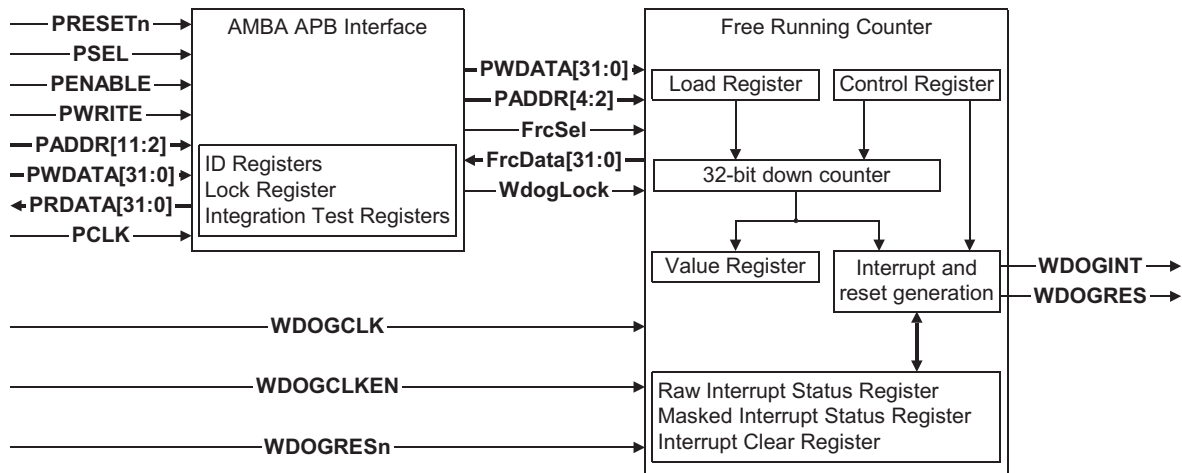 PRESETn
PSEL
PENABLE
PWRITE
PADDR[11:2]
PWDATA[31:0]
PRDATA[31:0]
PCLK
AMBA APB Interface
ID Registers
Lock Register
Integration Test Registers
PWDATA[31:0]
PADDR[4:2]
FrcSel
FrcData[31:0]
WdogLock
Free Running Counter
Load Register
Control Register
32-bit down counter
Value Register
Interrupt and
reset generation
WDOGINT
WDOGRES
WDOGCLK
WDOGCLKEN
WDOGRESn
Raw Interrupt Status Register
Masked Interrupt Status Register
Interrupt Clear Register